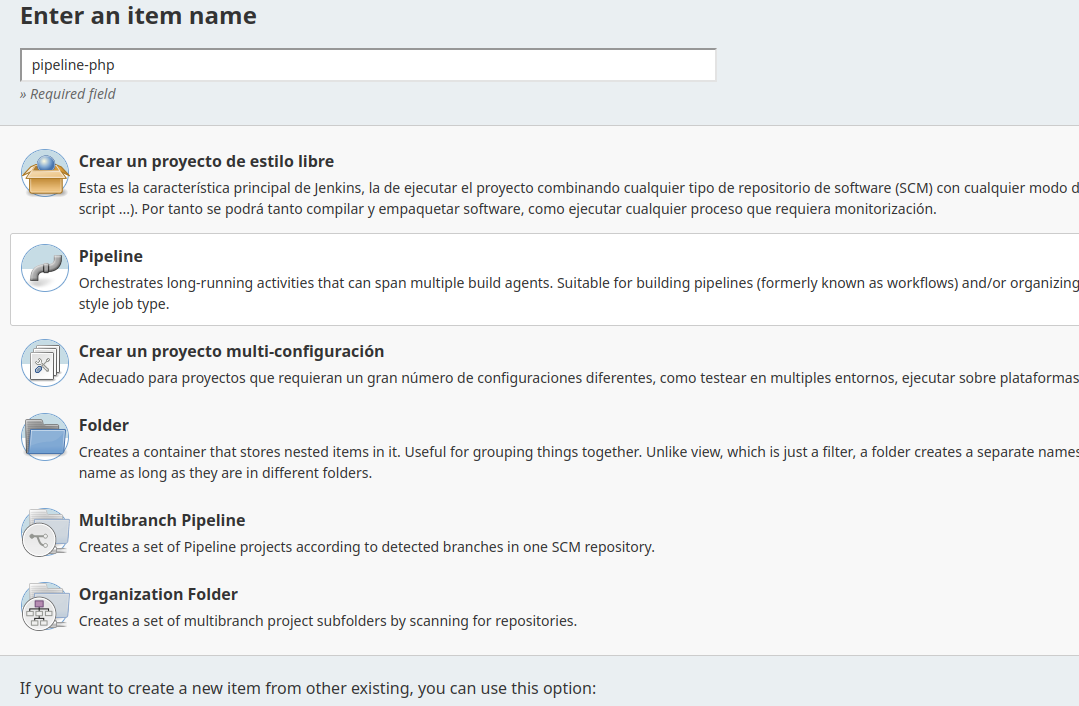 Enter an item name
pipeline-php
» Required field
Crear un proyecto de estilo libre
Esta es la característica principal de Jenkins, la de ejecutar el proyecto combinando cualquier tipo de repositorio de software (SCM) con cualquier modo d
script ...). Por tanto se podrá tanto compilar y empaquetar software, como ejecutar cualquier proceso que requiera monitorización.
Pipeline
Orchestrates long-running activities that can span multiple build agents. Suitable for building pipelines (formerly known as workflows) and/or organizing
style job type.
Crear un proyecto multi-configuración
Adecuado para proyectos que requieran un gran número de configuraciones diferentes, como testear en multiples entornos, ejecutar sobre plataformas
Folder
Creates a container that stores nested items in it. Useful for grouping things together. Unlike view, which is just a filter, a folder creates a separate names
name as long as they are in different folders.
Multibranch Pipeline
Creates a set of Pipeline projects according to detected branches in one SCM repository.
Organization Folder
Creates a set of multibranch project subfolders by scanning for repositories.
If you want to create a new item from other existing, you can use this option: